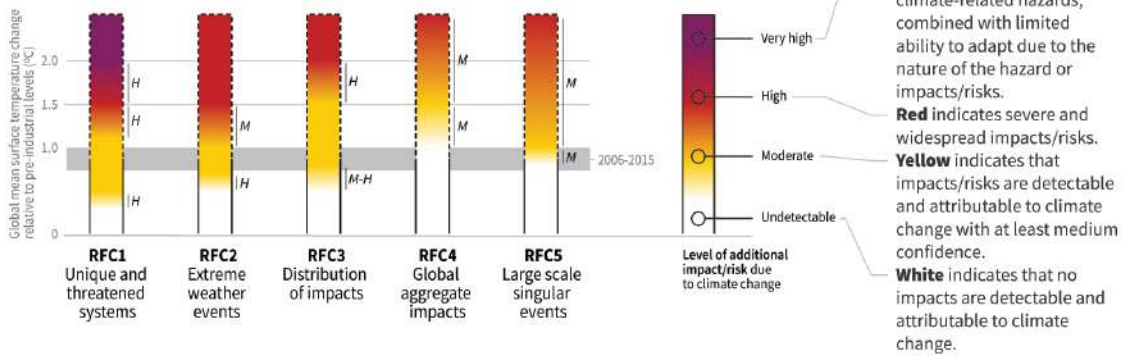 Global mean surface temperature change
relative to pre-industrial levels (°C)
2.0
1.5
1.0
0
H
H
H
M
H
H
M-H
M
M
M
M
2006-2015
RFC1
Unique and
threatened
systems
RFC2
Extreme
weather
events
RFC3
Distribution
of impacts
RFC4
Global
aggregate
impacts
RFC5
Large scale
singular
events
Very high
High
Moderate
Undetectable
Level of additional
impact/risk due
to climate change
climate-related hazards,
combined with limited
ability to adapt due to the
nature of the hazard or
impacts/risks.
Red indicates severe and
widespread impacts/risks.
Yellow indicates that
impacts/risks are detectable
and attributable to climate
change with at least medium
confidence.
White indicates that no
impacts are detectable and
attributable to climate
change.